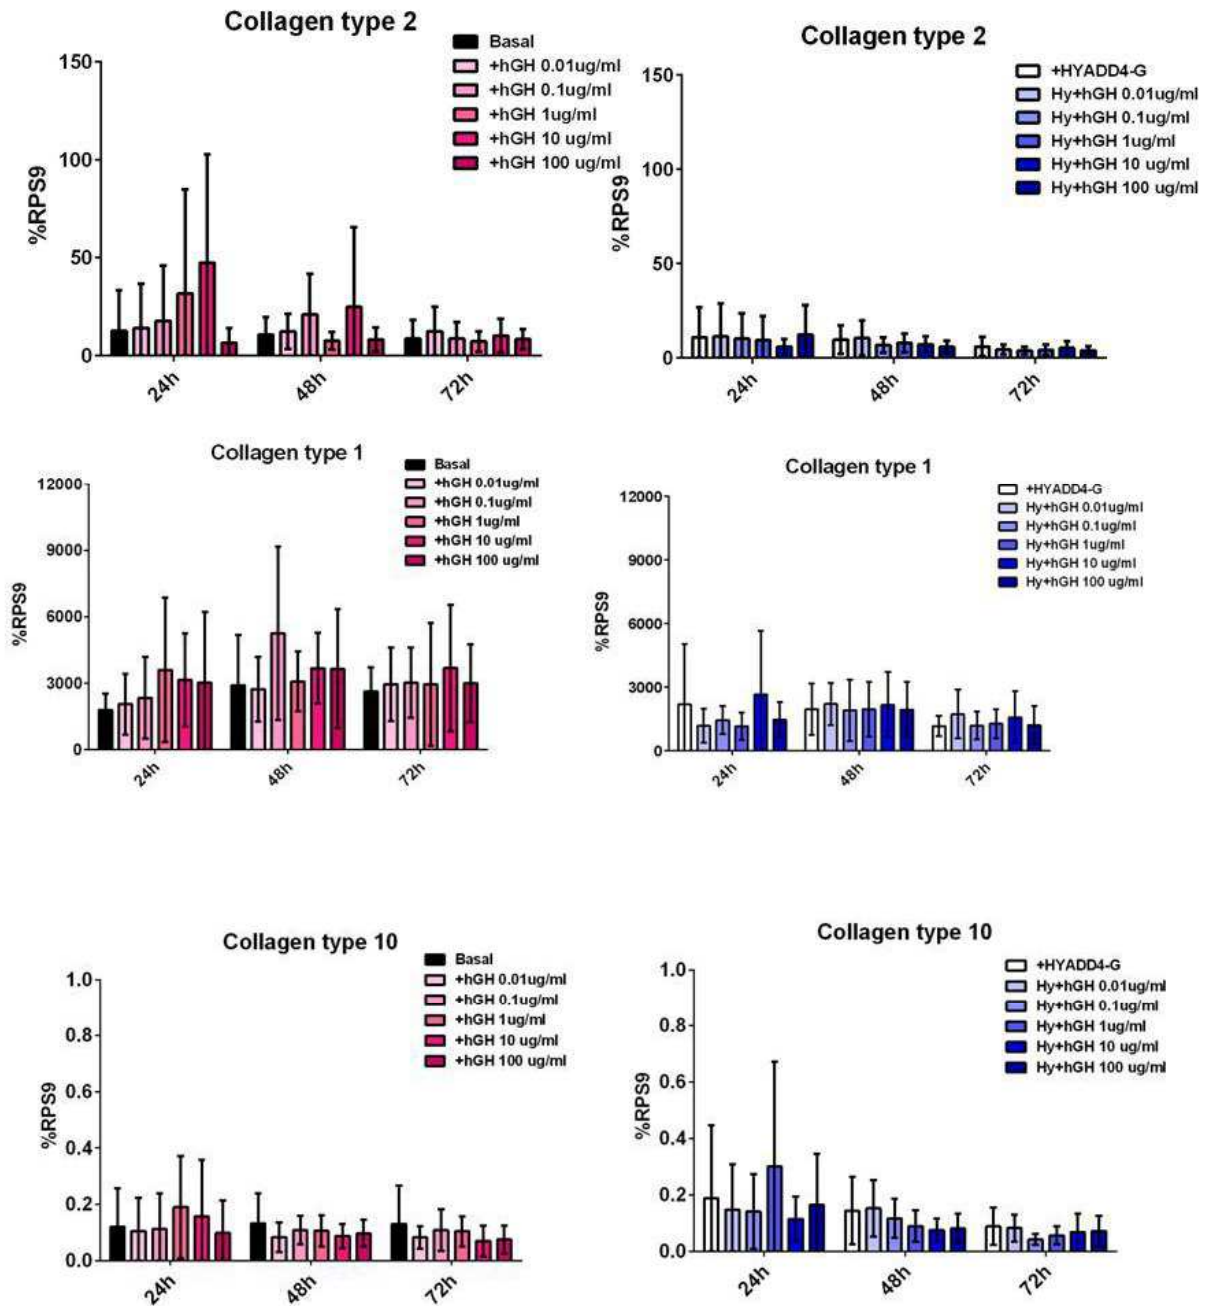 Collagen type 2
Basal
+hGH 0.01ug/ml
+hGH 0.1ug/ml
+hGH 1ug/ml
+hGH 10 ug/ml
+hGH 100 ug/ml
%RPS9
150
100
50
0
24h
48h
72h
Collagen type 2
+HYADD4-G
Hy+hGH 0.01ug/ml
Hy+hGH 0.1ug/ml
Hy+hGH 1ug/ml
Hy+hGH 10 ug/ml
Hy+hGH 100 ug/ml
%RPS9
150
100
50
0
24h
48h
72h
Collagen type 1
Basal
+hGH 0.01ug/ml
+hGH 0.1ug/ml
+hGH 1ug/ml
+hGH 10 ug/ml
+hGH 100 ug/ml
%RPS9
12000
9000
6000
3000
0
24h
48h
72h
Collagen type 1
+HYADD4-G
Hy+hGH 0.01ug/ml
Hy+hGH 0.1ug/ml
Hy+hGH 1ug/ml
Hy+hGH 10 ug/ml
Hy+hGH 100 ug/ml
%RPS9
12000
9000
6000
3000
0
24h
48h
72h
Collagen type 10
Basal
+hGH 0.01ug/ml
+hGH 0.1ug/ml
+hGH 1ug/ml
+hGH 10 ug/ml
+hGH 100 ug/ml
%RPS9
1.0
0.8
0.6
0.4
0.2
0.0
24h
48h
72h
Collagen type 10
+HYADD4-G
Hy+hGH 0.01ug/ml
Hy+hGH 0.1ug/ml
Hy+hGH 1ug/ml
Hy+hGH 10 ug/ml
Hy+hGH 100 ug/ml
%RPS9
1.0
0.8
0.6
0.4
0.2
0.0
24h
48h
72h